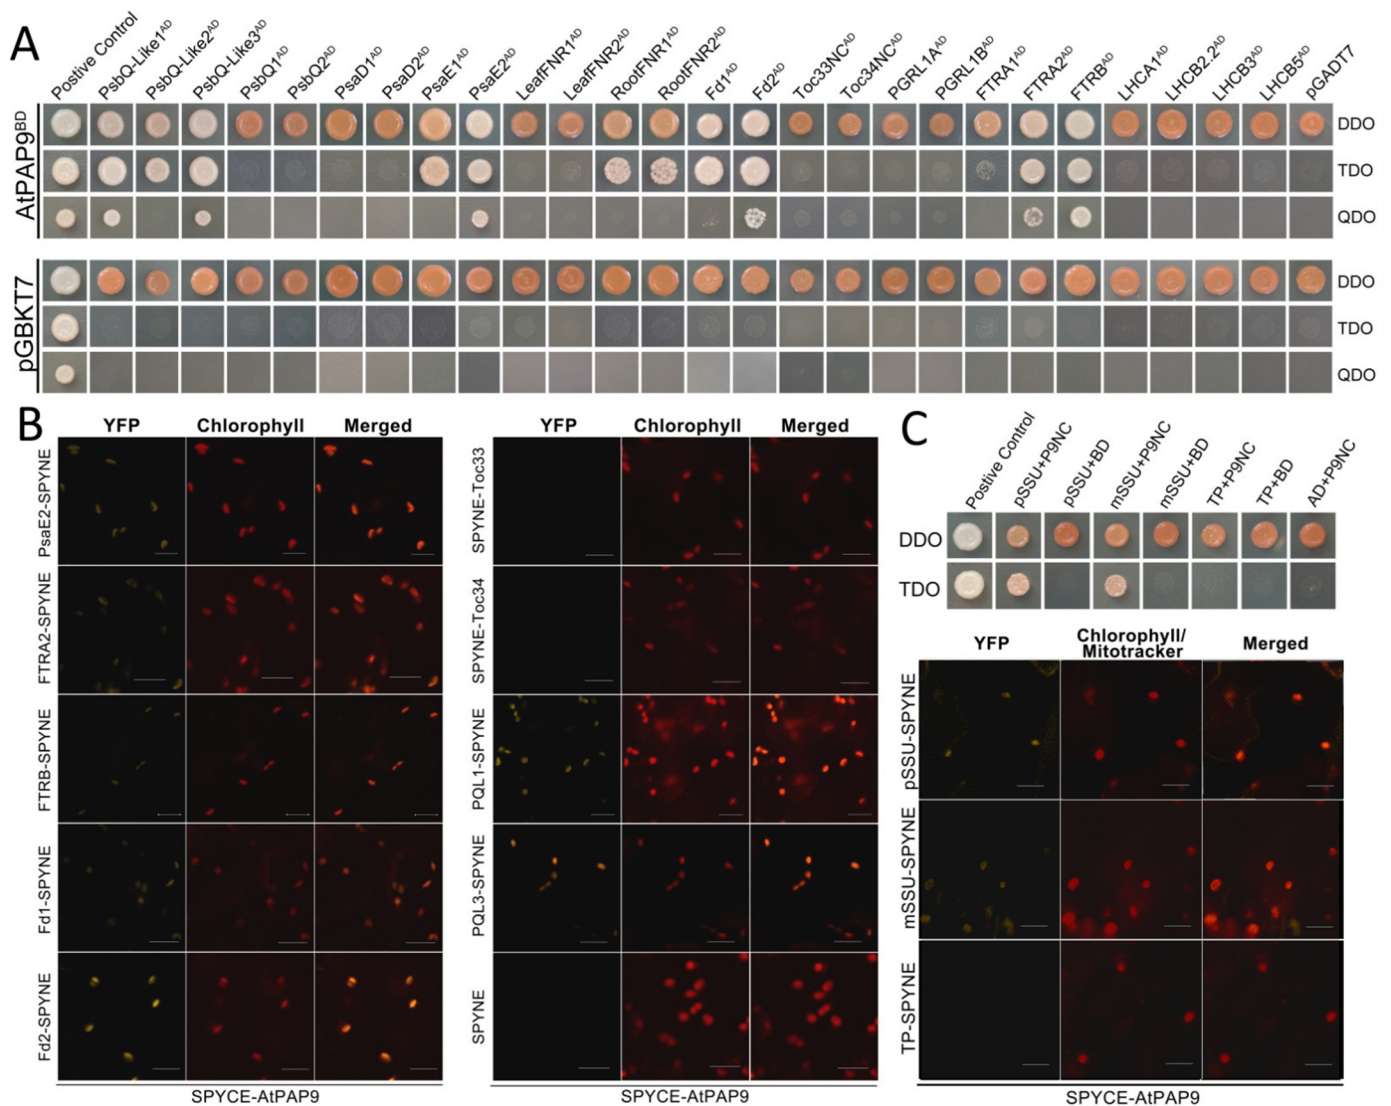 A
Postive Control
PsbQ-Like1AD
PsbQ-Like2AD
PsbQ-Like3AD
PsbQ1AD
PsbQ2AD
PsaD1AD
PsaD2AD
PsaE1AD
PsaE2AD
LeafFNR1AD
LeafFNR2AD
RootFNR1AD
RootFNR2AD
Fd1AD
Fd2AD
Toc33NCAD
Toc34NCAD
PGRL1AAD
PGRL1BAD
FTRA1AD
FTRA2AD
FTRBAD
LHCA1AD
LHCB2.2AD
LHCB3AD
LHCB5AD
pGADT7
AtPAP9BD
DDO
TDO
QDO
pGBKT7
DDO
TDO
QDO
B
YFP Chlorophyll Merged
PsaE2-SPYNE
FTRA2-SPYNE
FTRB-SPYNE
Fd1-SPYNE
Fd2-SPYNE
SPYCE-AtPAP9
YFP Chlorophyll Merged
SPYNE-Toc33
SPYNE-Toc34
PQL1-SPYNE
PQL3-SPYNE
SPYNE
SPYCE-AtPAP9
C
Postive Control
pSSU+P9NC
pSSU+BD
mSSU+P9NC
mSSU+BD
TP+P9NC
TP+BD
AD+P9NC
DDO
TDO
YFP Chlorophyll/ Merged
Mitotracker
pSSU-SPYNE
mSSU-SPYNE
TP-SPYNE
SPYCE-AtPAP9